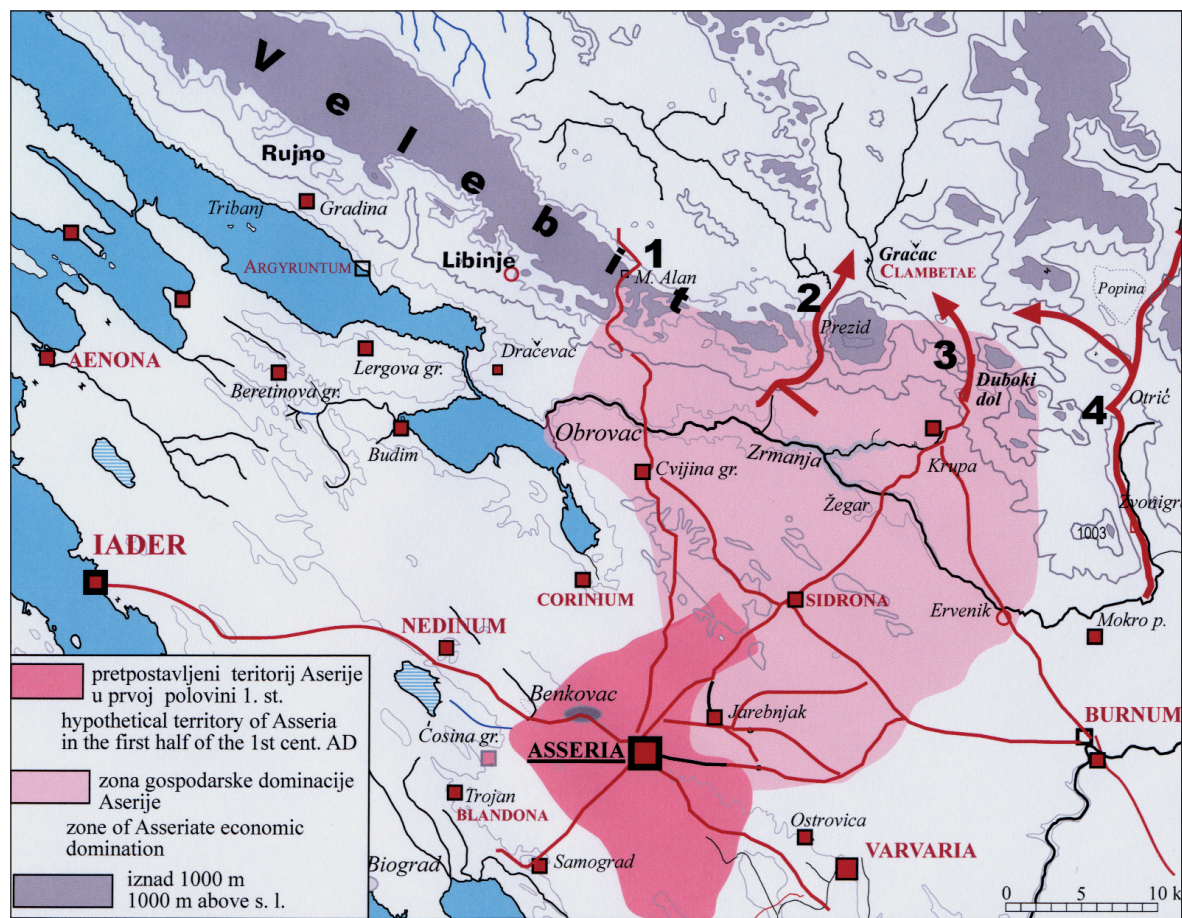 Velebit
Rujno
Tribanj
Gradina
ARGYRUNTUM
Libinje
1
M. Alan
2
Prezid
Gračac
CLAMBETAE
Popina
3
Duboki
dol
4
Otrić
AENONA
Beretinova gr.
Lergova gr.
Dračevac
Budim
Obrovac
Cvijina gr.
Zrmanja
Žegar
Krupa
Zvonigr
1003
IADER
CORINIUM
NEDINUM
SIDRONA
Ervenik
Mokro p.
Benkovac
Jarebnjak
BURNUM
ASSERIA
Ćosina gr.
Trojan
BLANDONA
Biograd
Samograd
Ostrovica
VARVARIA
pretpostavljeni teritorij Aserije
u prvoj polovini 1. st.
hypothetical territory of Asseria
in the first half of the 1st cent. AD
zona gospodarske dominacije
Aserije
zone of Asseriate economic
domination
iznad 1000 m
1000 m above s. l.
0 5 10 k